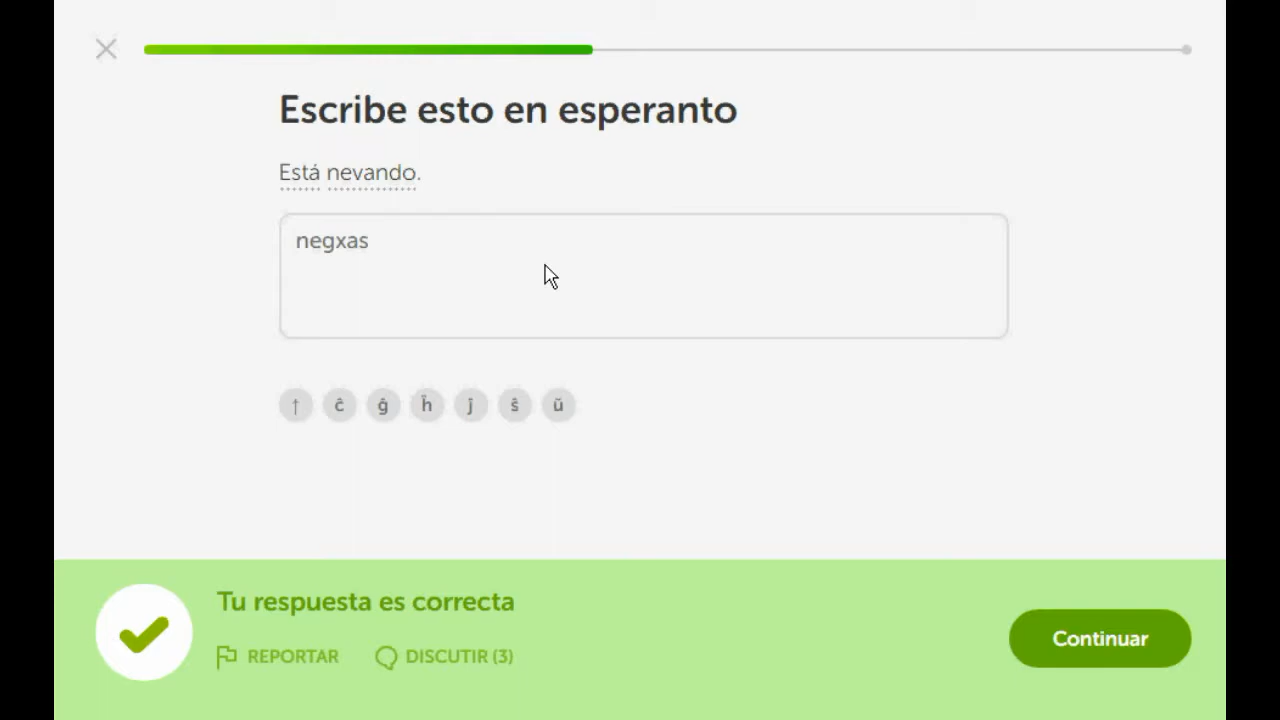 Escribe esto en esperanto
Está nevando.
negxas
↑ ĉ ĝ ĥ ĵ ŝ ŭ
Tu respuesta es correcta
REPORTAR DISCUTIR (3)
Continuar